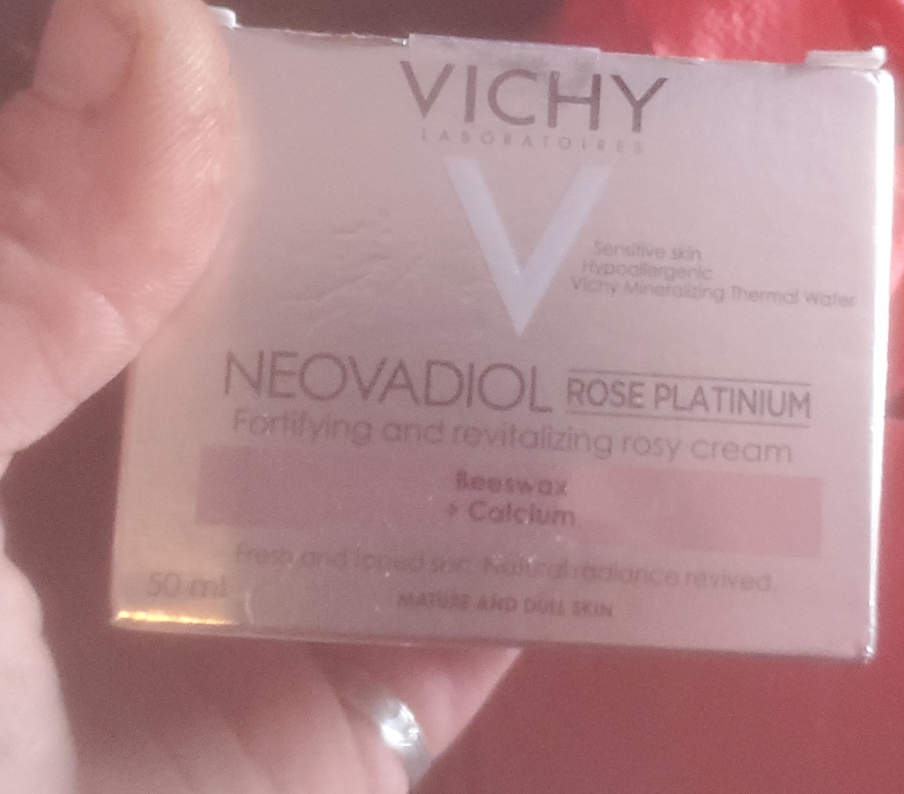 VICHY
LABORATOIRES
Sensitive skin
Hypoallergenic
Vichy Mineralizing Thermal Water
NEOVADIOL ROSE PLATINIUM
Fortifying and revitalizing rosy cream
Beeswax
+ Calcium
Fresh and toned skin. Natural radiance revived.
50 ml
MATURE AND DULL SKIN